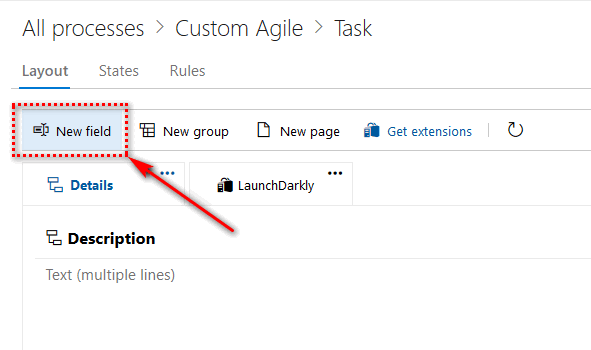 All processes > Custom Agile > Task
Layout States Rules
New field New group New page Get extensions
Details ••• LaunchDarkly •••
Description
Text (multiple lines)